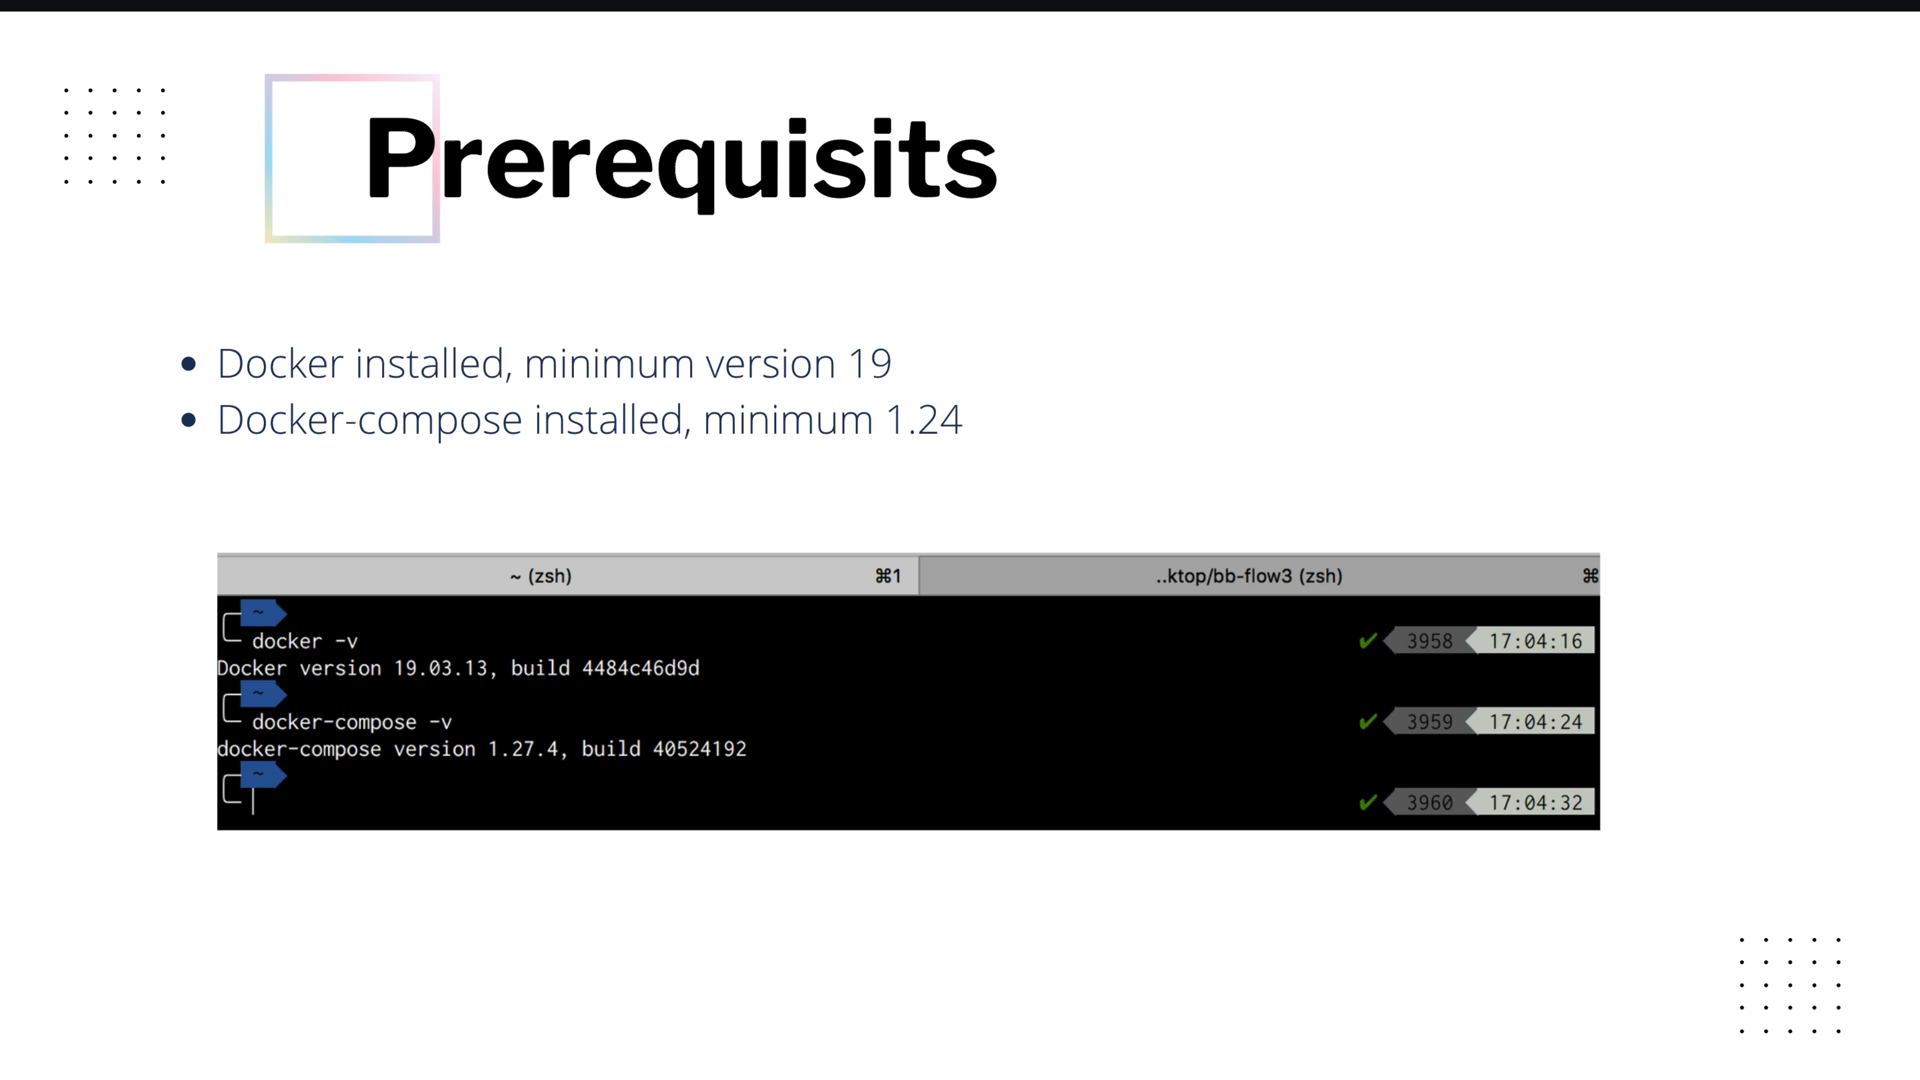 Prerequisits
Docker installed, minimum version 19
Docker-compose installed, minimum 1.24
~ (zsh) ⌘1 ..ktop/bb-flow3 (zsh) ⌘
~
docker -v ✔ 3958 17:04:16
Docker version 19.03.13, build 4484c46d9d
~
docker-compose -v ✔ 3959 17:04:24
docker-compose version 1.27.4, build 40524192
~
✔ 3960 17:04:32